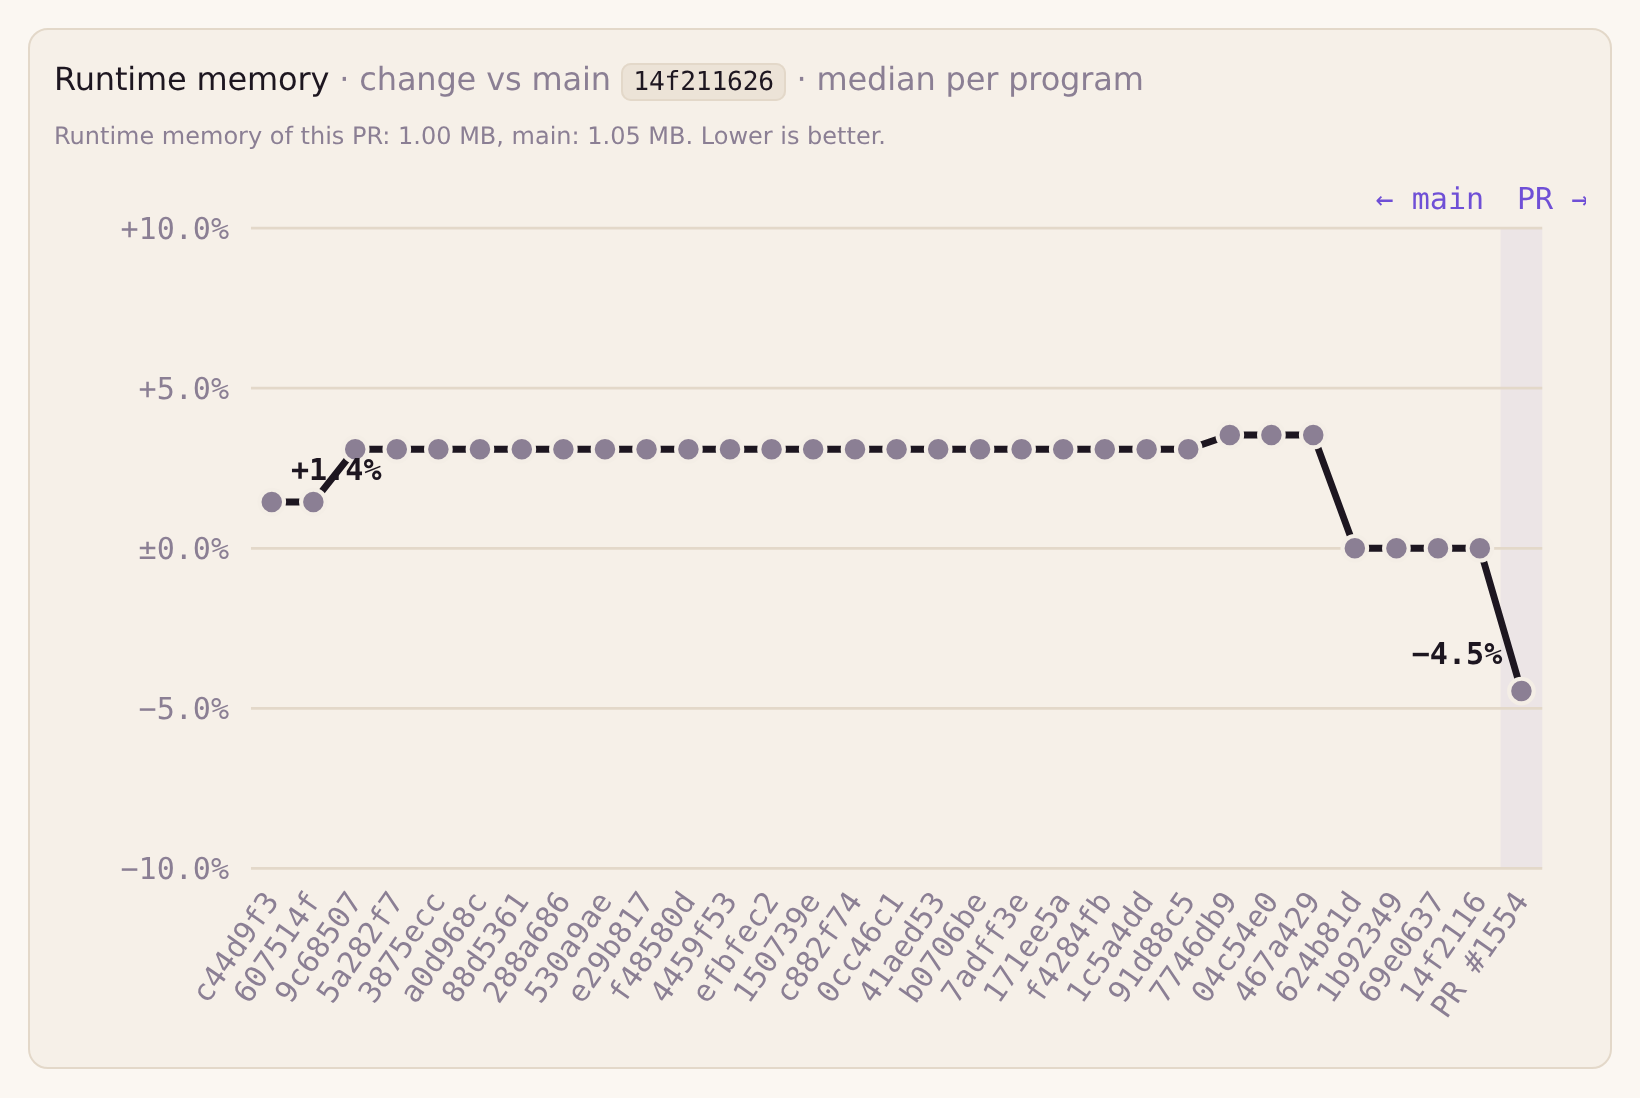 Runtime memory · change vs main 14f211626 · median per program
Runtime memory of this PR: 1.00 MB, main: 1.05 MB. Lower is better.
← main PR →
+10.0%
+5.0%
±0.0%
−5.0%
−10.0%
+1.4%
−4.5%
c44d9f3
607514f
9c68507
5a282f7
3875ecc
a0d968c
88d5361
288a686
530a9ae
e29b817
f48580d
4459f53
efbfec2
150739e
c882f74
0cc46c1
41aed53
b0706be
7adff3e
171ee5a
f4284fb
1c5a4dd
91d88c5
7746db9
04c54e0
467a429
624b81d
1b92349
69e0637
14f2116
PR #1554